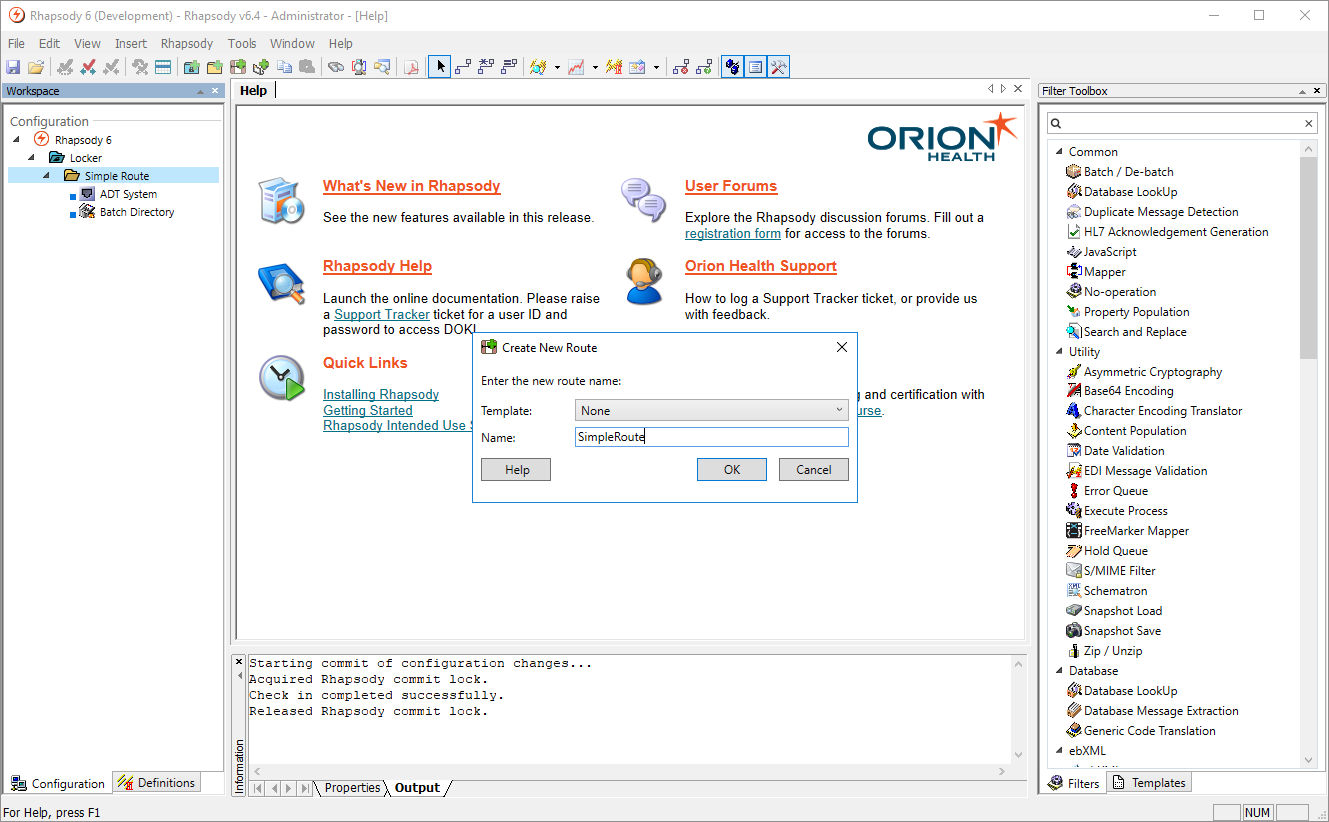 Rhapsody 6 (Development) - Rhapsody v6.4 - Administrator - [Help]
File Edit View Insert Rhapsody Tools Window Help
Workspace
Configuration
Rhapsody 6
Locker
Simple Route
ADT System
Batch Directory
Configuration
Definitions
Help
ORION
HEALTH
What's New in Rhapsody
See the new features available in this release.
User Forums
Explore the Rhapsody discussion forums. Fill out a
registration form for access to the forums.
Rhapsody Help
Launch the online documentation. Please raise
a Support Tracker ticket for a user ID and
password to access DOKI
Orion Health Support
How to log a Support Tracker ticket, or provide us
with feedback.
Quick Links
Installing Rhapsody
Getting Started
Rhapsody Intended Use
and certification with
urse.
Create New Route
Enter the new route name:
Template:
None
Name:
SimpleRoute
Help
OK
Cancel
Starting commit of configuration changes...
Acquired Rhapsody commit lock.
Check in completed successfully.
Released Rhapsody commit lock.
Information
Properties
Output
Filter Toolbox
Common
Batch / De-batch
Database LookUp
Duplicate Message Detection
HL7 Acknowledgement Generation
JavaScript
Mapper
No-operation
Property Population
Search and Replace
Utility
Asymmetric Cryptography
Base64 Encoding
Character Encoding Translator
Content Population
Date Validation
EDI Message Validation
Error Queue
Execute Process
FreeMarker Mapper
Hold Queue
S/MIME Filter
Schematron
Snapshot Load
Snapshot Save
Zip / Unzip
Database
Database LookUp
Database Message Extraction
Generic Code Translation
ebXML
Filters
Templates
For Help, press F1
NUM